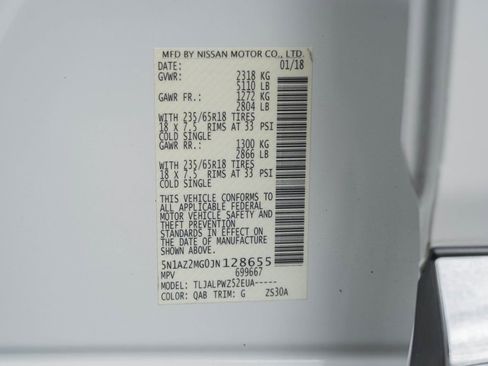 MFD BY NISSAN MOTOR CO., LTD.
DATE: 01/18
GVWR: 2318 KG
5110 LB
GAWR FR.: 1272 KG
2804 LB
WITH 235/65R18 TIRES
18 X 7.5 RIMS AT 33 PSI
COLD SINGLE
GAWR RR.: 1300 KG
2866 LB
WITH 235/65R18 TIRES
18 X 7.5 RIMS AT 33 PSI
COLD SINGLE
THIS VEHICLE CONFORMS TO
ALL APPLICABLE FEDERAL
MOTOR VEHICLE SAFETY AND
THEFT PREVENTION
STANDARDS IN EFFECT ON
THE DATE OF MANUFACTURE
SHOWN ABOVE.
5N1AZ2MG0JN128655
MPV 699667
MODEL: TLJALPWZ52EUA-----
COLOR: QAB TRIM: G ZS30A